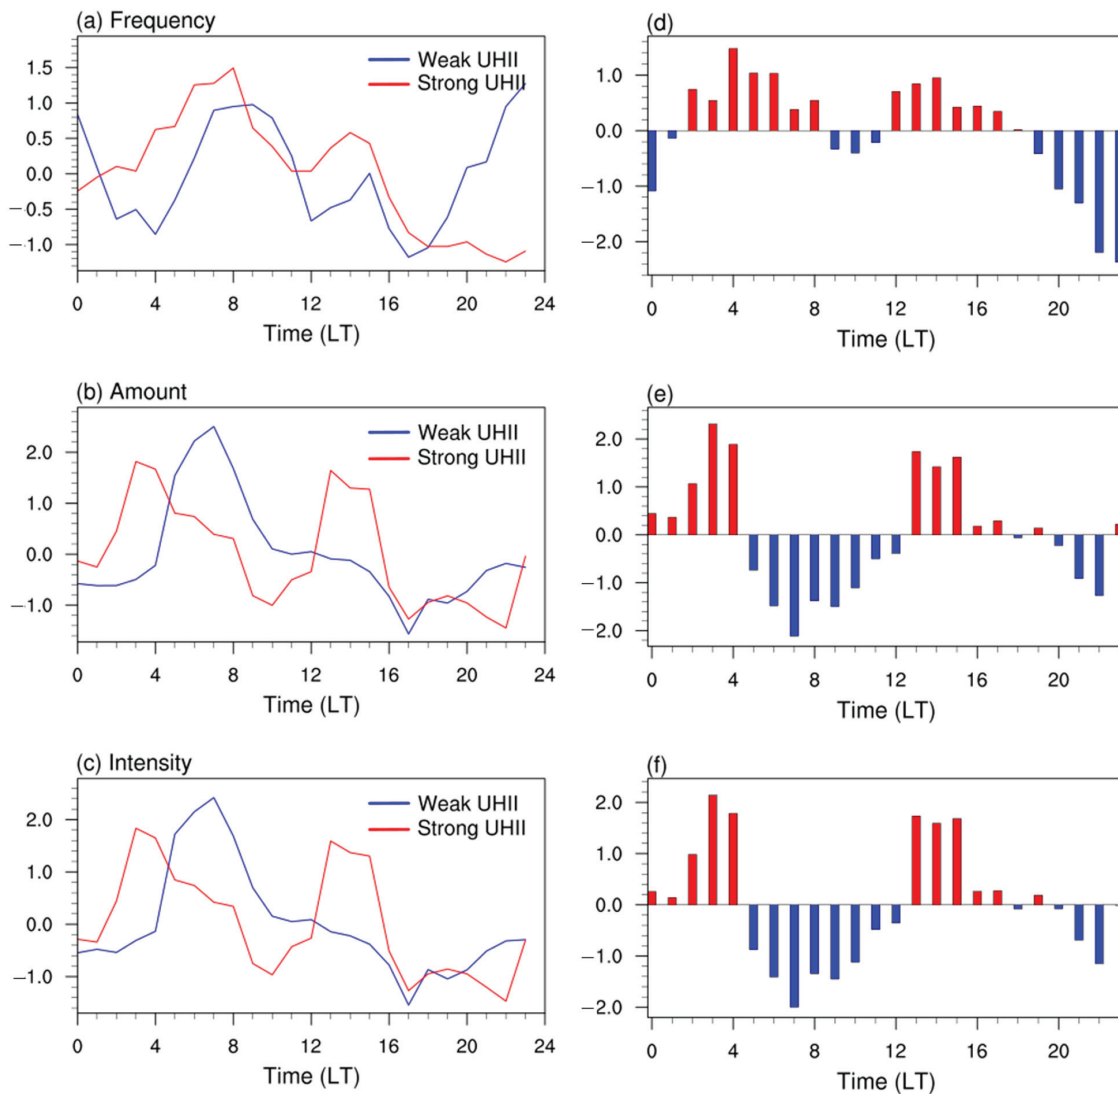 (a) Frequency
Weak UHII
Strong UHII
1.5
1.0
0.5
0.0
−0.5
−1.0
0 4 8 12 16 20 24
Time (LT)
(d)
1.0
0.0
−1.0
−2.0
0 4 8 12 16 20
Time (LT)
(b) Amount
Weak UHII
Strong UHII
2.0
1.0
0.0
−1.0
0 4 8 12 16 20 24
Time (LT)
(e)
2.0
1.0
0.0
−1.0
−2.0
0 4 8 12 16 20
Time (LT)
(c) Intensity
Weak UHII
Strong UHII
2.0
1.0
0.0
−1.0
0 4 8 12 16 20 24
Time (LT)
(f)
2.0
1.0
0.0
−1.0
−2.0
0 4 8 12 16 20
Time (LT)